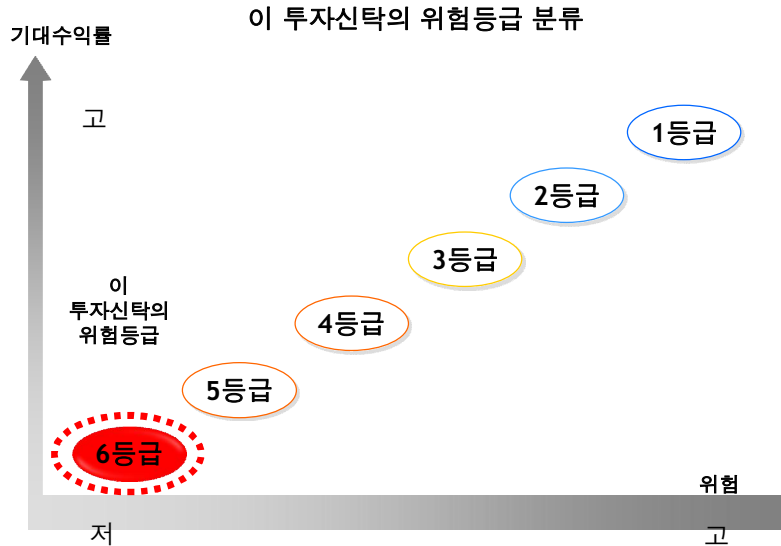 이 투자신탁의 위험등급 분류
기대수익률
고
1등급
2등급
3등급
이
투자신탁의
위험등급
4등급
5등급
6등급
위험
저
고